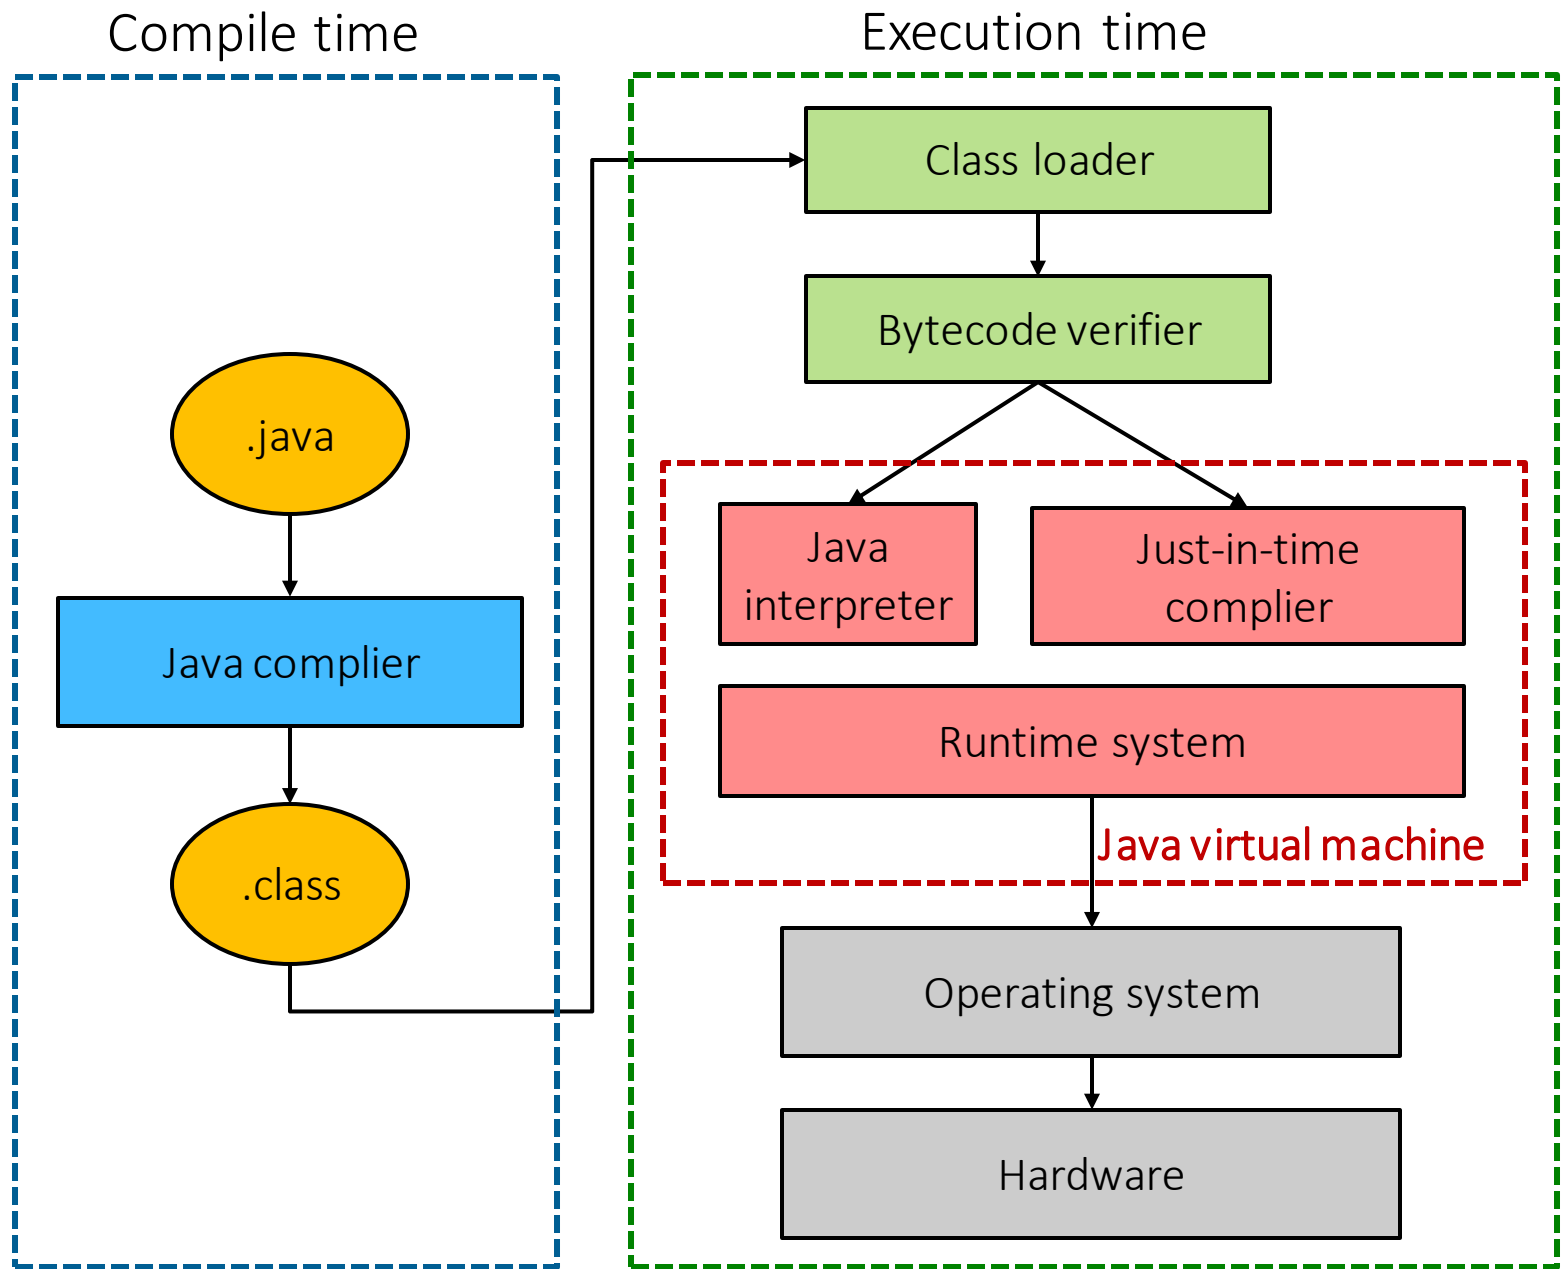 Compile time
Execution time
.java
Java complier
.class
Class loader
Bytecode verifier
Java
interpreter
Just-in-time
complier
Runtime system
Java virtual machine
Operating system
Hardware